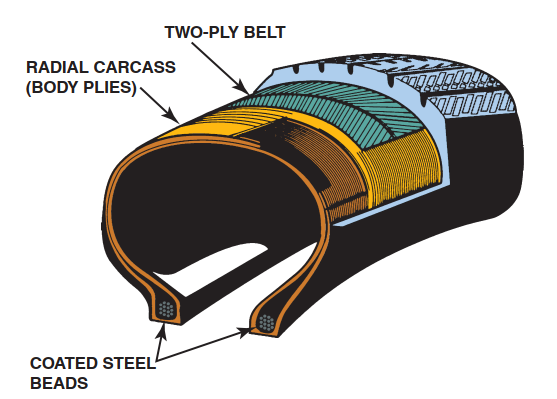 TWO-PLY BELT
RADIAL CARCASS
(BODY PLIES)
COATED STEEL
BEADS